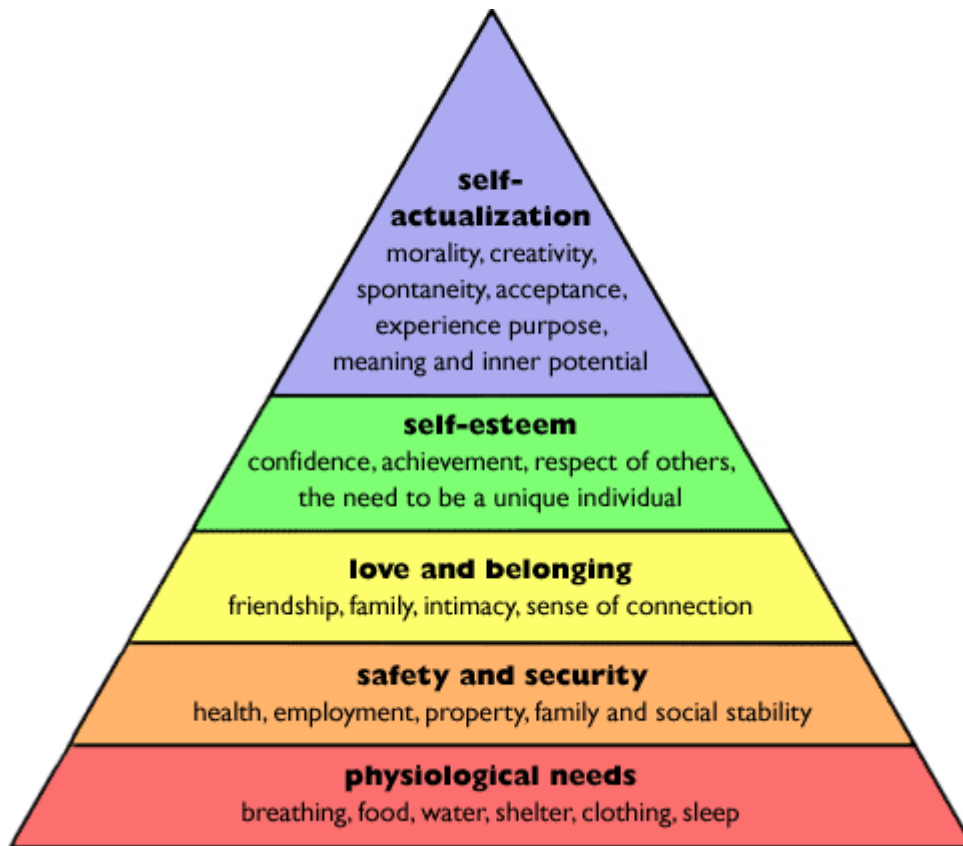 self-
actualization
morality, creativity,
spontaneity, acceptance,
experience purpose,
meaning and inner potential
self-esteem
confidence, achievement, respect of others,
the need to be a unique individual
love and belonging
friendship, family, intimacy, sense of connection
safety and security
health, employment, property, family and social stability
physiological needs
breathing, food, water, shelter, clothing, sleep